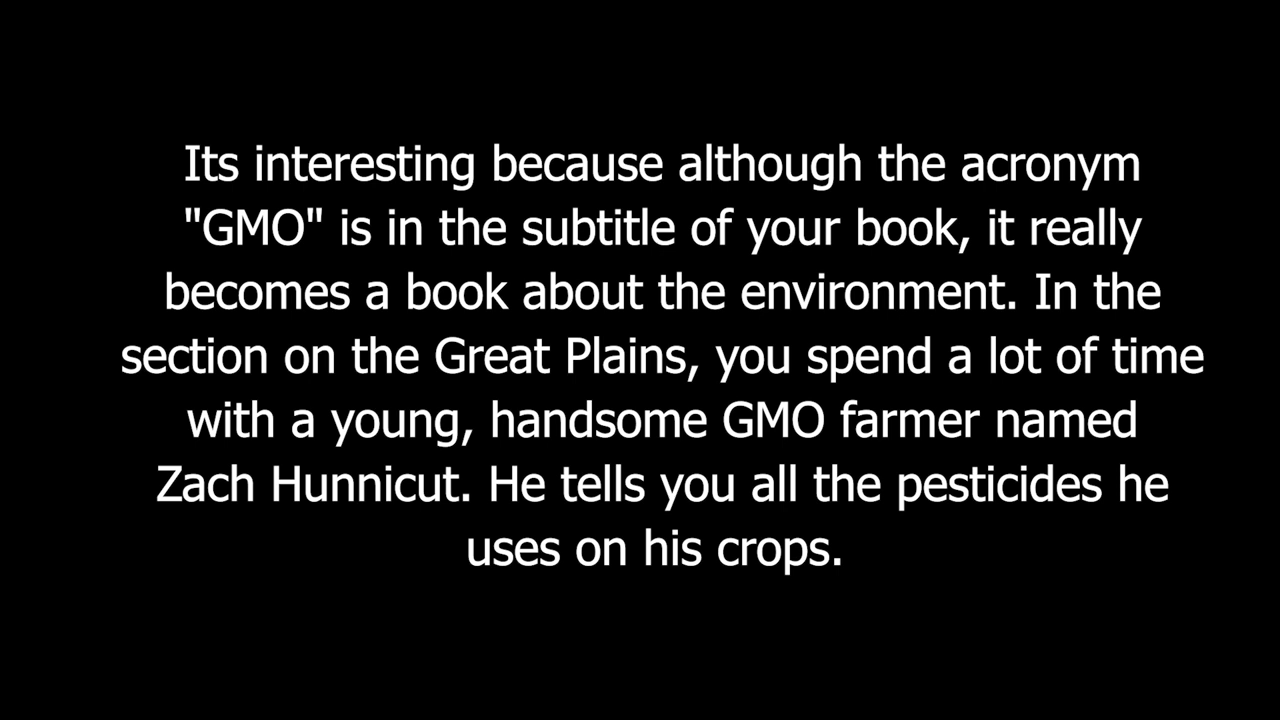 Its interesting because although the acronym
"GMO" is in the subtitle of your book, it really
becomes a book about the environment. In the
section on the Great Plains, you spend a lot of time
with a young, handsome GMO farmer named
Zach Hunnicut. He tells you all the pesticides he
uses on his crops.